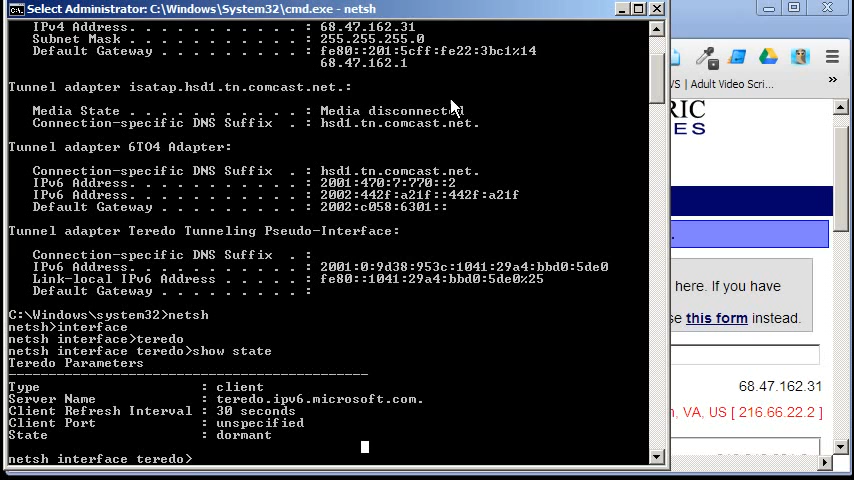 Select Administrator: C:\Windows\System32\cmd.exe - netsh
IPv4 Address. . . . . . . . . . . : 68.47.162.31
Subnet Mask . . . . . . . . . . . : 255.255.255.0
Default Gateway . . . . . . . . . : fe80::201:5cff:fe22:3bc1%14
68.47.162.1
Tunnel adapter isatap.hsd1.tn.comcast.net.:
Media State . . . . . . . . . . . : Media disconnected
Connection-specific DNS Suffix  . : hsd1.tn.comcast.net.
Tunnel adapter 6TO4 Adapter:
Connection-specific DNS Suffix  . : hsd1.tn.comcast.net.
IPv6 Address. . . . . . . . . . . : 2001:470:7:770::2
IPv6 Address. . . . . . . . . . . : 2002:442f:a21f::442f:a21f
Default Gateway . . . . . . . . . : 2002:c058:6301::
Tunnel adapter Teredo Tunneling Pseudo-Interface:
Connection-specific DNS Suffix  . :
IPv6 Address. . . . . . . . . . . : 2001:0:9d38:953c:1041:29a4:bbd0:5de0
Link-local IPv6 Address . . . . . : fe80::1041:29a4:bbd0:5de0%25
Default Gateway . . . . . . . . . :
C:\Windows\system32>netsh
netsh>interface
netsh interface>teredo
netsh interface teredo>show state
Teredo Parameters
---------------------------------------------
Type                    : client
Server Name             : teredo.ipv6.microsoft.com.
Client Refresh Interval : 30 seconds
Client Port             : unspecified
State                   : dormant
netsh interface teredo>
WS | Adult Video Scri...
RIC
ES
here. If you have
se this form instead.
68.47.162.31
, VA, US [ 216.66.22.2 ]